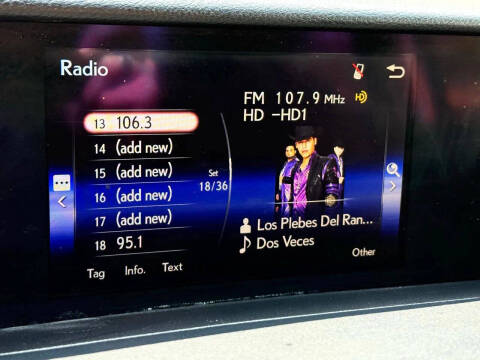 Radio
FM 107.9 MHz HD
HD -HD1
13 106.3
14 (add new)
15 (add new)
16 (add new)
17 (add new)
18 95.1
Set
18/36
Los Plebes Del Ran...
Dos Veces
Other
Tag Info. Text